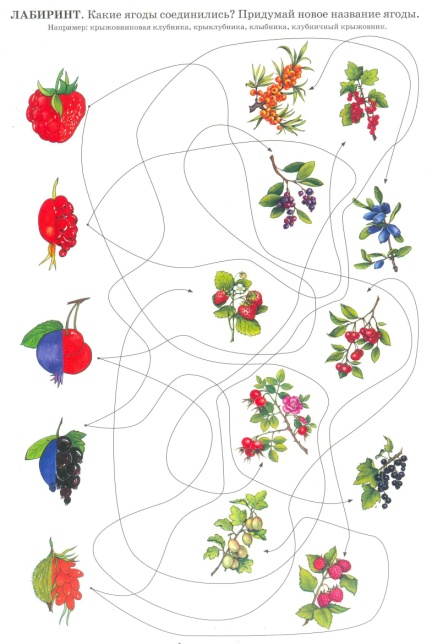 ЛАБИРИНТ. Какие ягоды соединились? Придумай новое название ягоды.
Например: крыжовниковая клубника, крыклубника, клыбника, клубничный крыжовник.